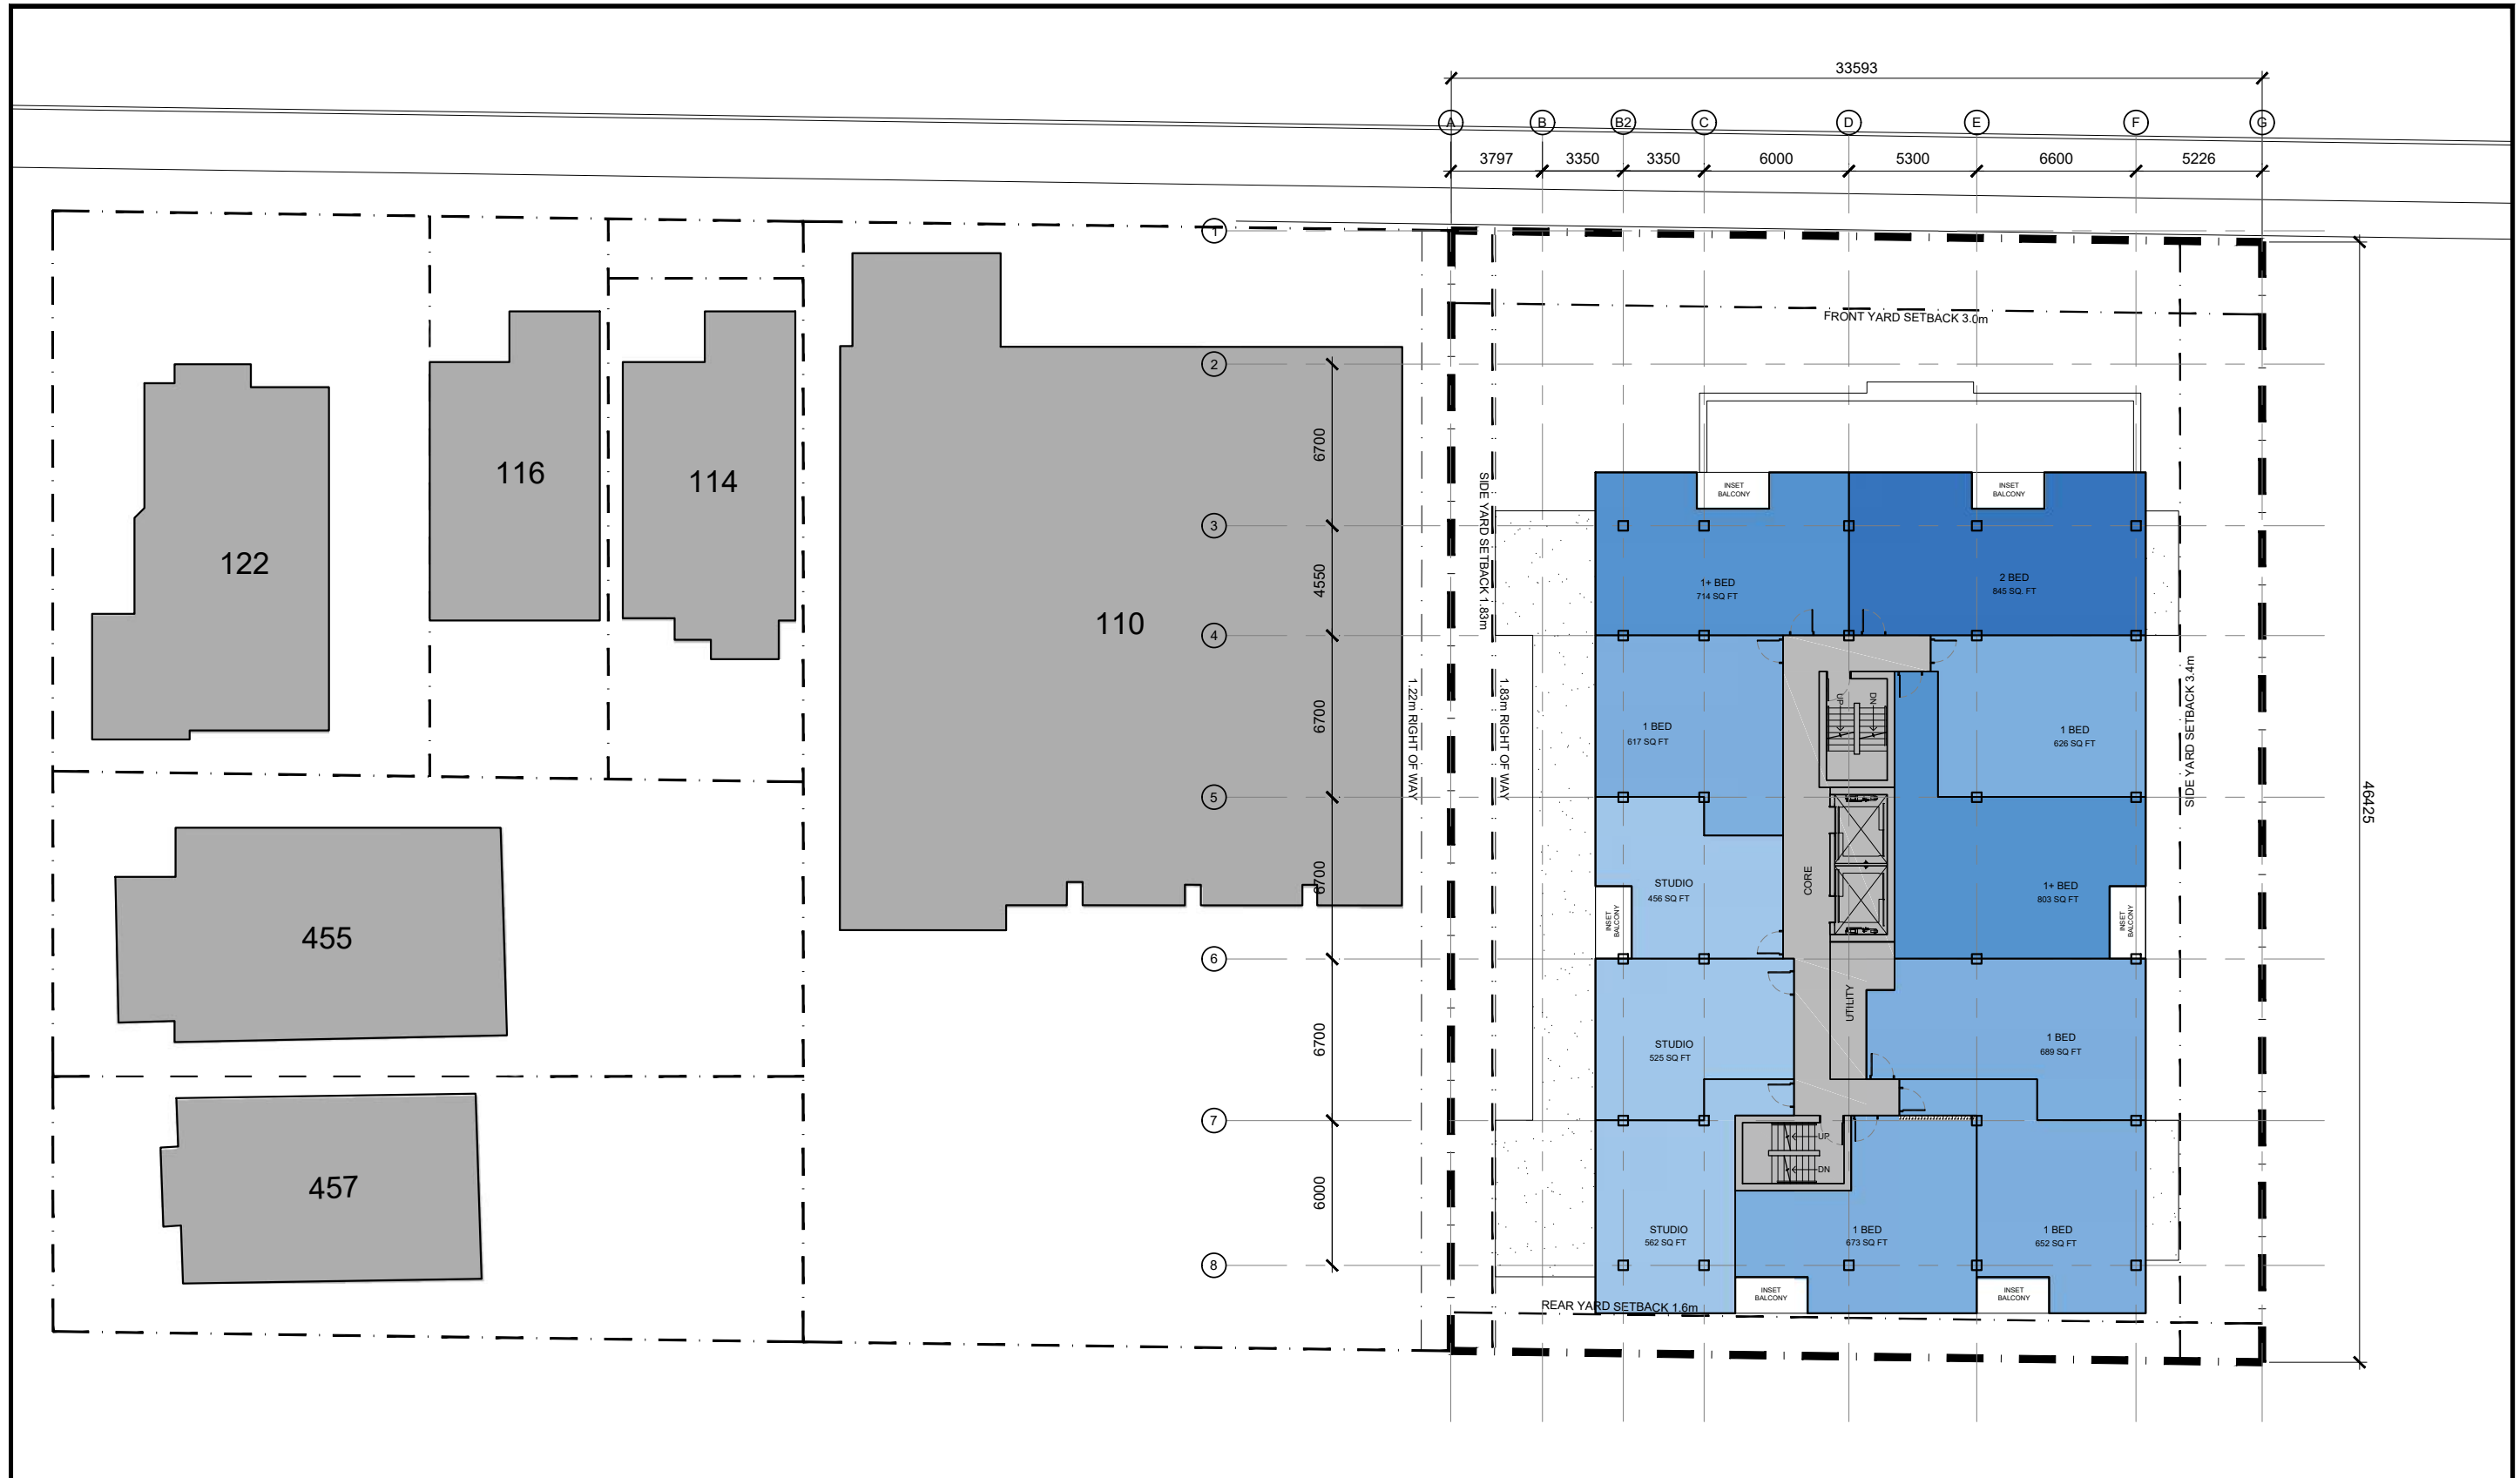 33593
A
B
B2
C
D
E
F
G
3797
3350
3350
6000
5300
6600
5226
1
FRONT YARD SETBACK 3.0m
2
6700
SIDE YARD SETBACK 1.83m
INSET
BALCONY
INSET
BALCONY
3
4550
1+ BED
714 SQ FT
2 BED
845 SQ. FT
4
116
114
122
110
6700
1.22m RIGHT OF WAY
1.83m RIGHT OF WAY
1 BED
617 SQ FT
UP
DN
1 BED
626 SQ FT
SIDE YARD SETBACK 3.4m
46425
5
6700
STUDIO
456 SQ FT
CORE
1+ BED
803 SQ FT
INSET
BALCONY
INSET
BALCONY
455
6
6700
STUDIO
525 SQ FT
UTILITY
1 BED
689 SQ FT
7
UP
DN
457
6000
STUDIO
562 SQ FT
1 BED
673 SQ FT
1 BED
652 SQ FT
8
INSET
BALCONY
INSET
BALCONY
REAR YARD SETBACK 1.6m